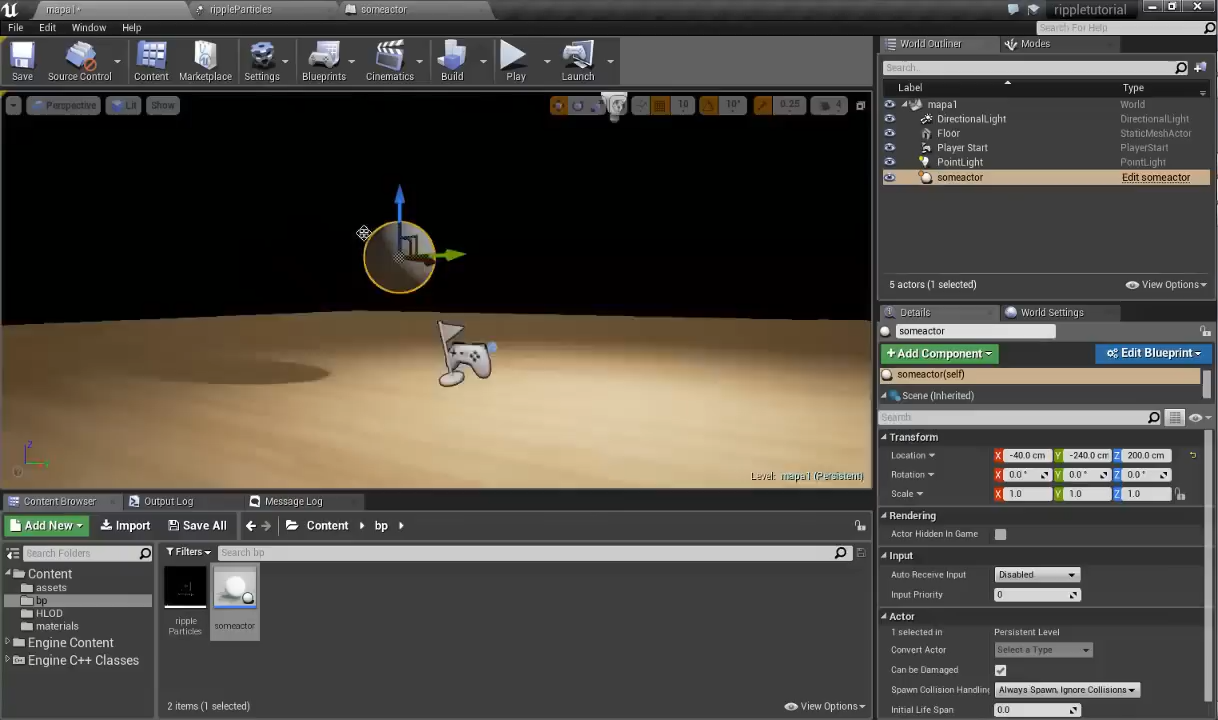 mapa1*
rippleParticles
someactor
rippletutorial
File Edit Window Help
Search For Help
Save
Source Control
Content
Marketplace
Settings
Blueprints
Cinematics
Build
Play
Launch
World Outliner
Modes
Search...
Label Type
mapa1 World
DirectionalLight DirectionalLight
Floor StaticMeshActor
Player Start PlayerStart
PointLight PointLight
someactor Edit someactor
5 actors (1 selected)
View Options
Perspective Lit Show
10 10° 0.25 4
Z
Level: mapa1 (Persistent)
Details
World Settings
someactor
+Add Component
Edit Blueprint
someactor(self)
Scene (Inherited)
Search
Transform
Location X -40.0 cm Y -240.0 cm Z 200.0 cm
Rotation X 0.0 ° Y 0.0 ° Z 0.0 °
Scale X 1.0 Y 1.0 Z 1.0
Rendering
Actor Hidden In Game
Input
Auto Receive Input Disabled
Input Priority 0
Actor
1 selected in Persistent Level
Convert Actor Select a Type
Can be Damaged
Spawn Collision Handling Always Spawn, Ignore Collisions
Initial Life Span 0.0
Content Browser
Output Log
Message Log
Add New
Import
Save All
Content bp
Search Folders
Filters
Search bp
Content
assets
bp
HLOD
materials
Engine Content
Engine C++ Classes
ripple
Particles
someactor
2 items (1 selected)
View Options